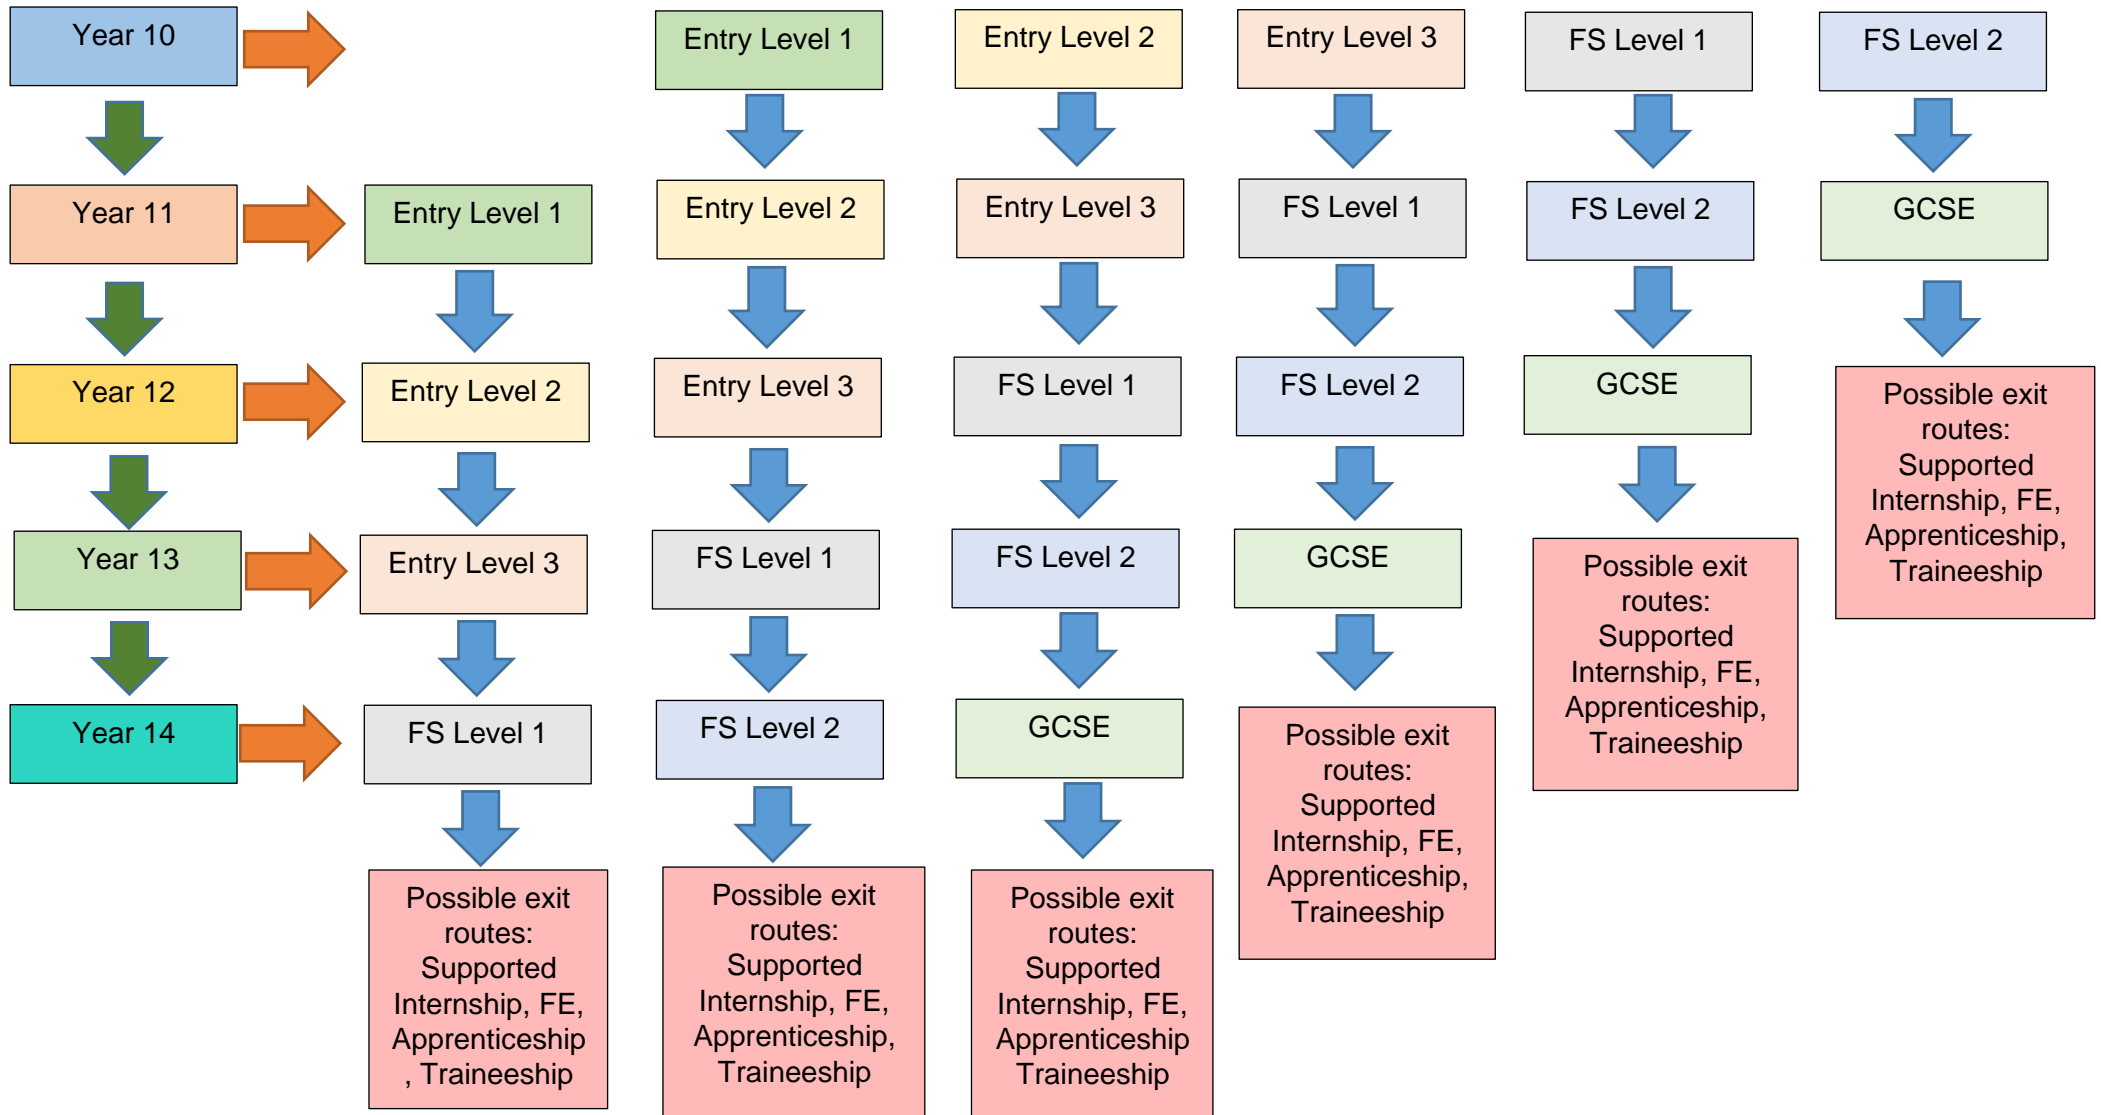 Year 10
Entry Level 1
Entry Level 2
Entry Level 3
FS Level 1
FS Level 2
Year 11
Entry Level 1
Entry Level 2
Entry Level 3
FS Level 1
FS Level 2
GCSE
Year 12
Entry Level 2
Entry Level 3
FS Level 1
FS Level 2
GCSE
Possible exit
routes:
Supported
Internship, FE,
Apprenticeship,
Traineeship
Year 13
Entry Level 3
FS Level 1
FS Level 2
GCSE
Possible exit
routes:
Supported
Internship, FE,
Apprenticeship,
Traineeship
Year 14
FS Level 1
FS Level 2
GCSE
Possible exit
routes:
Supported
Internship, FE,
Apprenticeship,
Traineeship
Possible exit
routes:
Supported
Internship, FE,
Apprenticeship
, Traineeship
Possible exit
routes:
Supported
Internship, FE,
Apprenticeship,
Traineeship
Possible exit
routes:
Supported
Internship, FE,
Apprenticeship
Traineeship